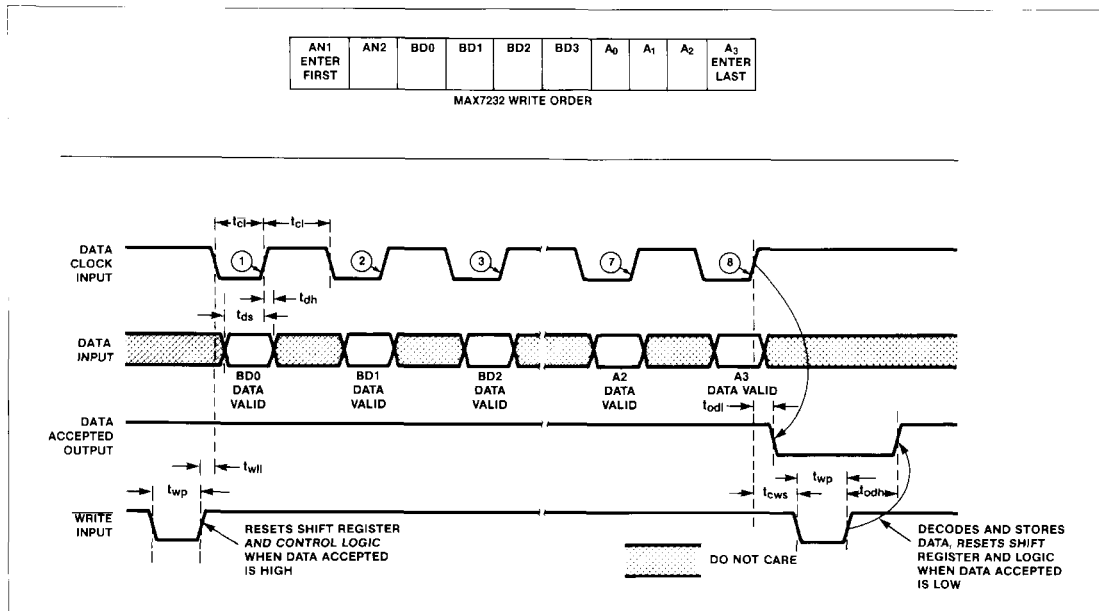 AN1 ENTER FIRST
AN2
BD0
BD1
BD2
BD3
A0
A1
A2
A3 ENTER LAST
MAX7232 WRITE ORDER
tcl
tcl
DATA CLOCK INPUT
1
2
3
7
8
tds
tdh
DATA INPUT
BD0 DATA VALID
BD1 DATA VALID
BD2 DATA VALID
A2 DATA VALID
A3 DATA VALID
DATA ACCEPTED OUTPUT
todl
twp
twll
tcws
twp
todh
WRITE INPUT
RESETS SHIFT REGISTER
AND CONTROL LOGIC
WHEN DATA ACCEPTED
IS HIGH
DO NOT CARE
DECODES AND STORES
DATA, RESETS SHIFT
REGISTER AND LOGIC
WHEN DATA ACCEPTED
IS LOW